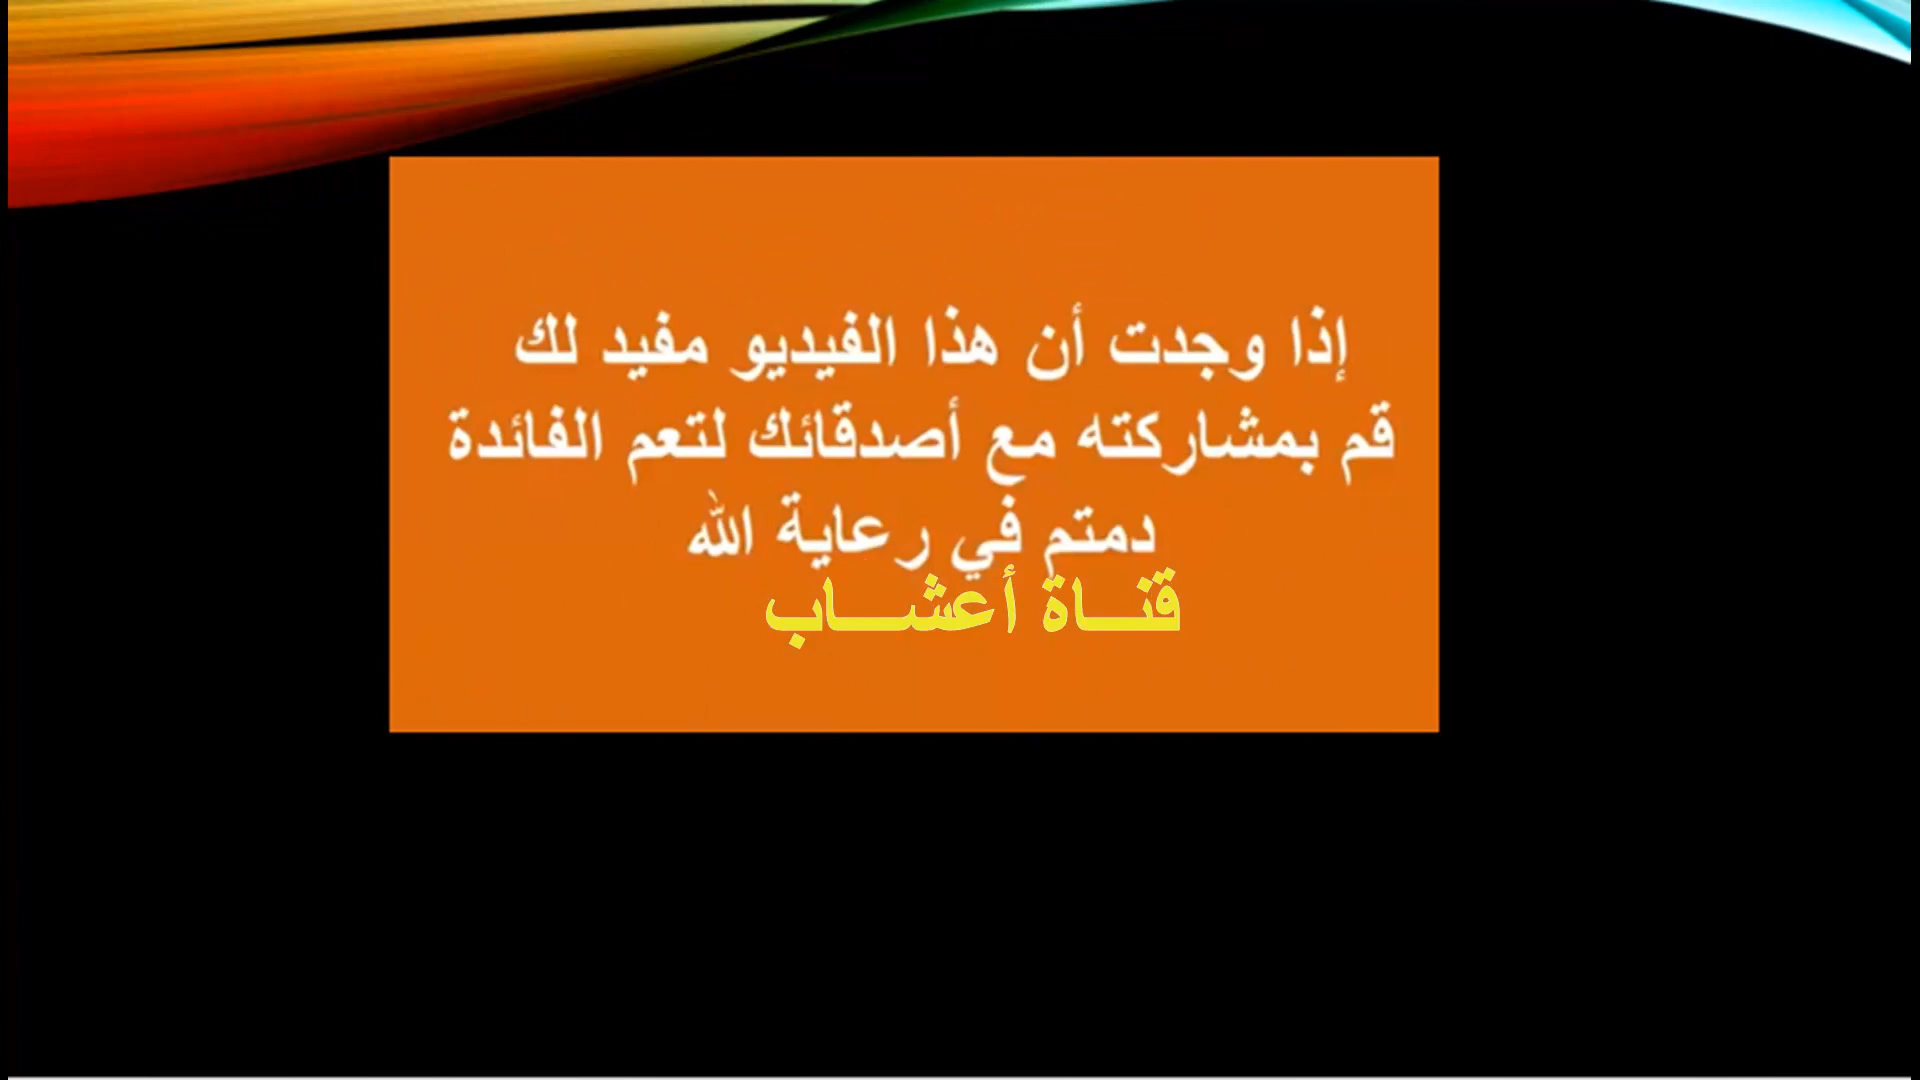 إذا وجدت أن هذا الفيديو مفيد لك
قم بمشاركته مع أصدقائك لتعم الفائدة
دمتم في رعاية الله
قنـــاة أعشـــاب